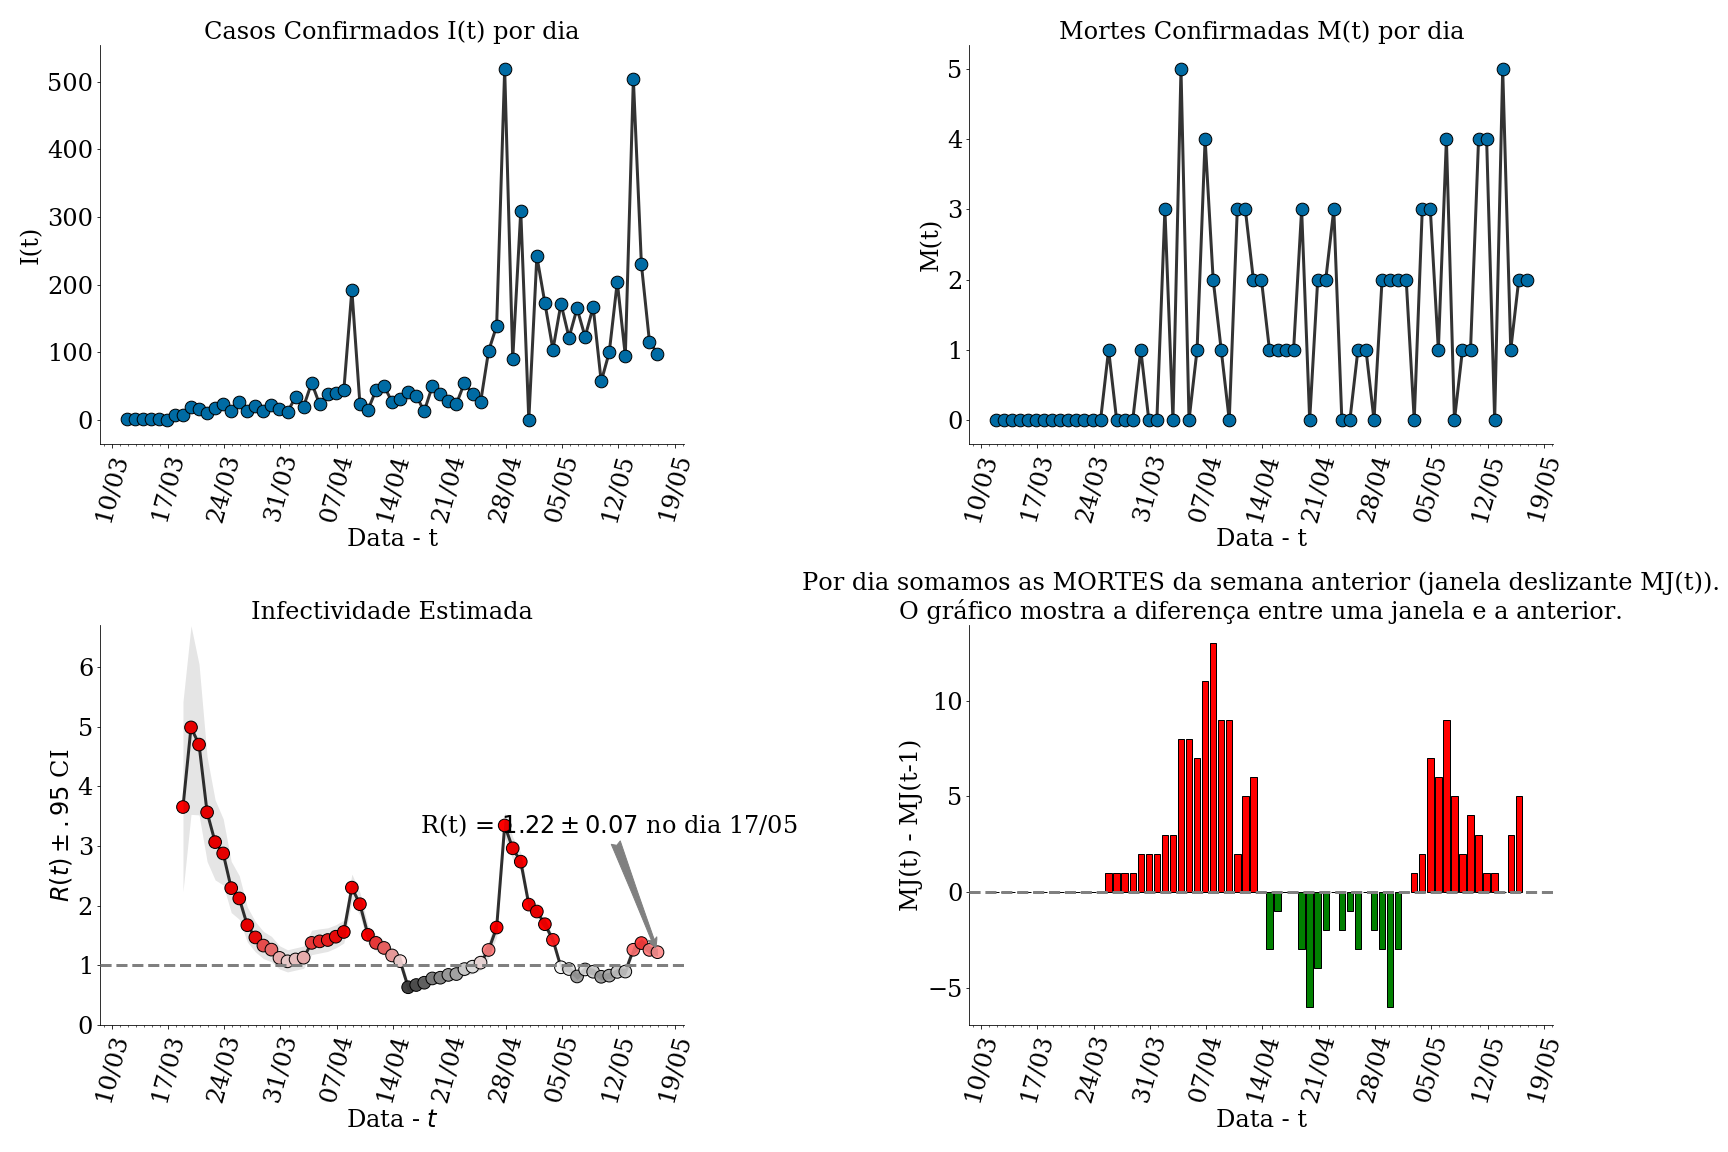 Casos Confirmados I(t) por dia
I(t)
500
400
300
200
100
0
10/03 17/03 24/03 31/03 07/04 14/04 21/04 28/04 05/05 12/05 19/05
Data - t
Mortes Confirmadas M(t) por dia
M(t)
5
4
3
2
1
0
10/03 17/03 24/03 31/03 07/04 14/04 21/04 28/04 05/05 12/05 19/05
Data - t
Infectividade Estimada
R(t) ± .95 CI
6
5
4
3
2
1
0
R(t) = 1.22 ± 0.07 no dia 17/05
10/03 17/03 24/03 31/03 07/04 14/04 21/04 28/04 05/05 12/05 19/05
Data - t
Por dia somamos as MORTES da semana anterior (janela deslizante MJ(t)).
O gráfico mostra a diferença entre uma janela e a anterior.
MJ(t) - MJ(t-1)
10
5
0
−5
10/03 17/03 24/03 31/03 07/04 14/04 21/04 28/04 05/05 12/05 19/05
Data - t